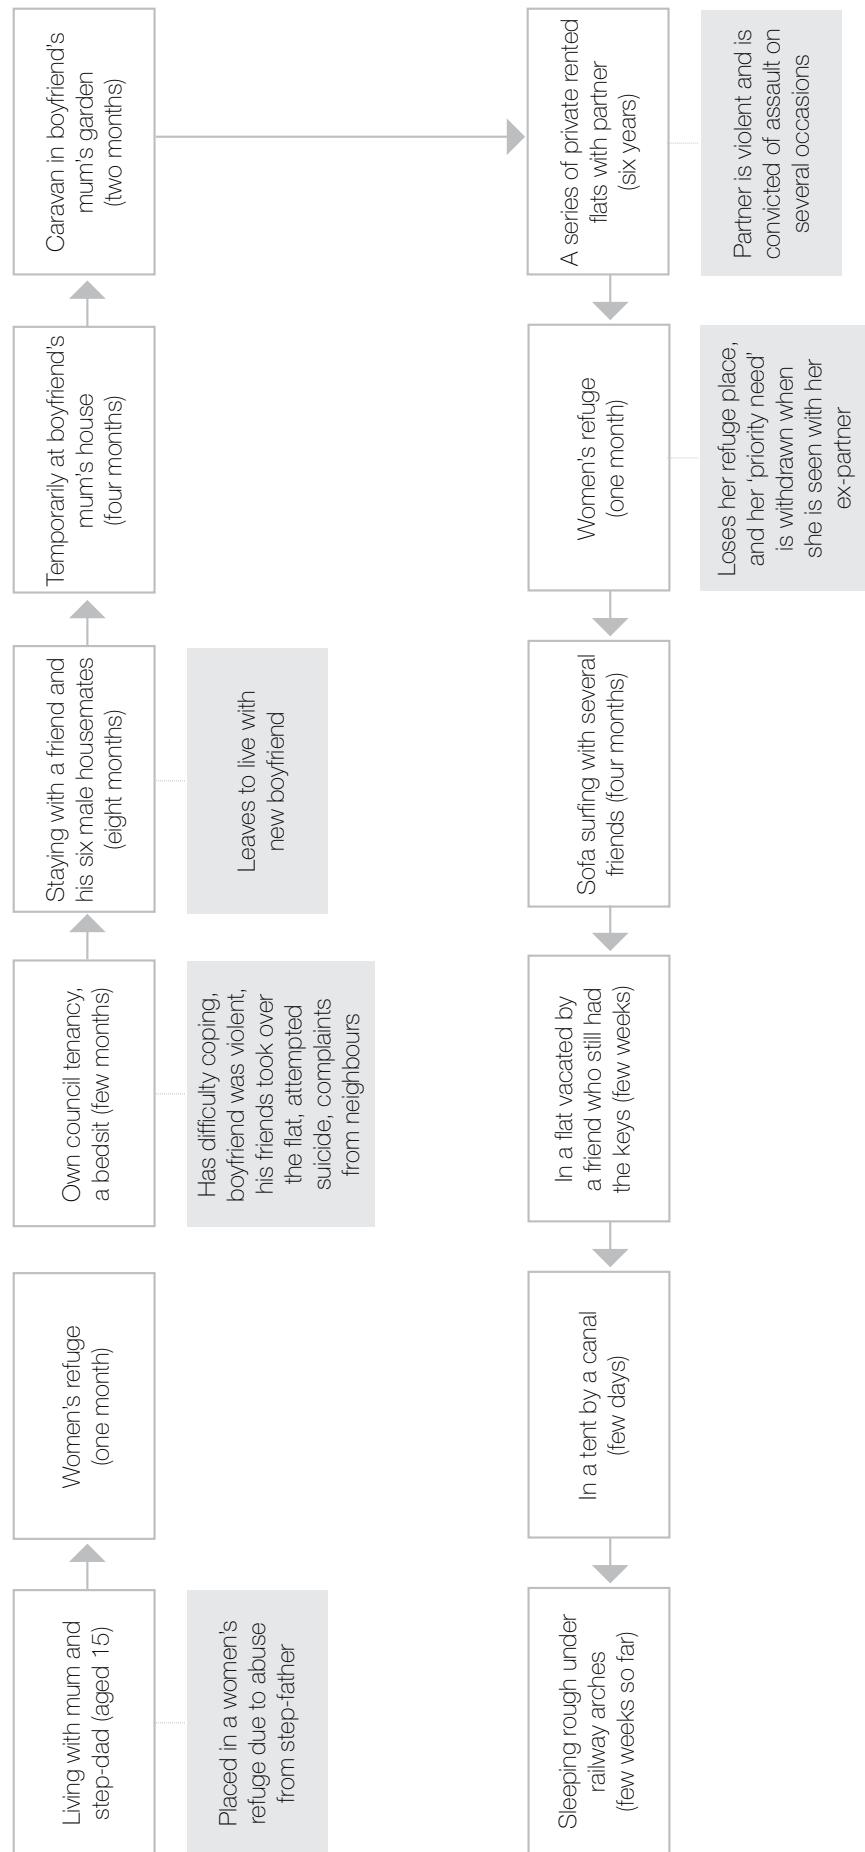 Living with mum and
step-dad (aged 15)
Placed in a women's
refuge due to abuse
from step-father
Women's refuge
(one month)
Own council tenancy,
a bedsit (few months)
Has difficulty coping,
boyfriend was violent,
his friends took over
the flat, attempted
suicide, complaints
from neighbours
Staying with a friend and
his six male housemates
(eight months)
Leaves to live with
new boyfriend
Temporarily at boyfriend's
mum's house
(four months)
Caravan in boyfriend's
mum's garden
(two months)
A series of private rented
flats with partner
(six years)
Partner is violent and is
convicted of assault on
several occasions
Women's refuge
(one month)
Loses her refuge place,
and her 'priority need'
is withdrawn when
she is seen with her
ex-partner
Sofa surfing with several
friends (four months)
In a flat vacated by
a friend who still had
the keys (few weeks)
In a tent by a canal
(few days)
Sleeping rough under
railway arches
(few weeks so far)